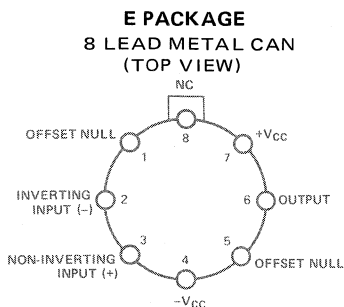 E PACKAGE
8 LEAD METAL CAN
(TOP VIEW)
NC
8
OFFSET NULL
1
+VCC
7
INVERTING
INPUT (–)
2
6
OUTPUT
3
NON-INVERTING
INPUT (+)
4
5
OFFSET NULL
–VCC